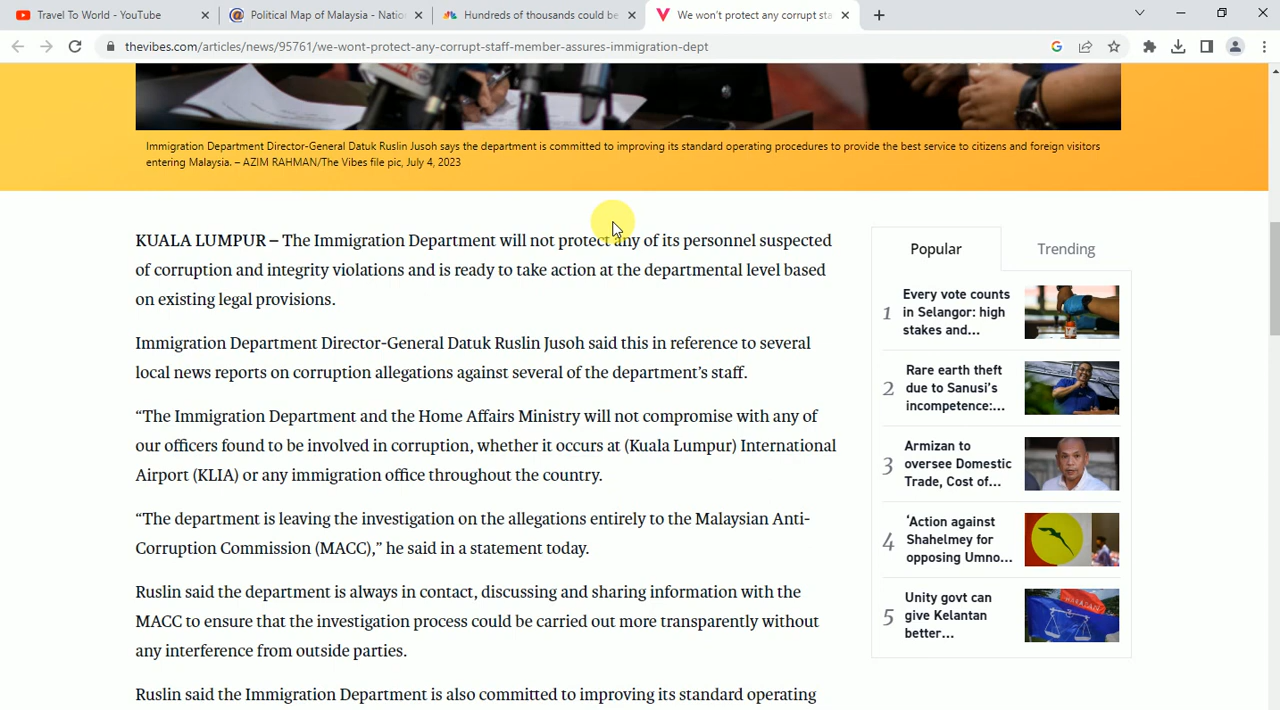 Travel To World - YouTube
Political Map of Malaysia - Natio
Hundreds of thousands could be
We won't protect any corrupt sta
thevibes.com/articles/news/95761/we-wont-protect-any-corrupt-staff-member-assures-immigration-dept
Immigration Department Director-General Datuk Ruslin Jusoh says the department is committed to improving its standard operating procedures to provide the best service to citizens and foreign visitors
entering Malaysia. – AZIM RAHMAN/The Vibes file pic, July 4, 2023
KUALA LUMPUR – The Immigration Department will not protect any of its personnel suspected
of corruption and integrity violations and is ready to take action at the departmental level based
on existing legal provisions.
Immigration Department Director-General Datuk Ruslin Jusoh said this in reference to several
local news reports on corruption allegations against several of the department's staff.
“The Immigration Department and the Home Affairs Ministry will not compromise with any of
our officers found to be involved in corruption, whether it occurs at (Kuala Lumpur) International
Airport (KLIA) or any immigration office throughout the country.
“The department is leaving the investigation on the allegations entirely to the Malaysian Anti-
Corruption Commission (MACC),” he said in a statement today.
Ruslin said the department is always in contact, discussing and sharing information with the
MACC to ensure that the investigation process could be carried out more transparently without
any interference from outside parties.
Ruslin said the Immigration Department is also committed to improving its standard operating
Popular
Trending
1
Every vote counts
in Selangor: high
stakes and...
2
Rare earth theft
due to Sanusi's
incompetence:...
3
Armizan to
oversee Domestic
Trade, Cost of...
4
‘Action against
Shahelmey for
opposing Umno...
5
Unity govt can
give Kelantan
better...